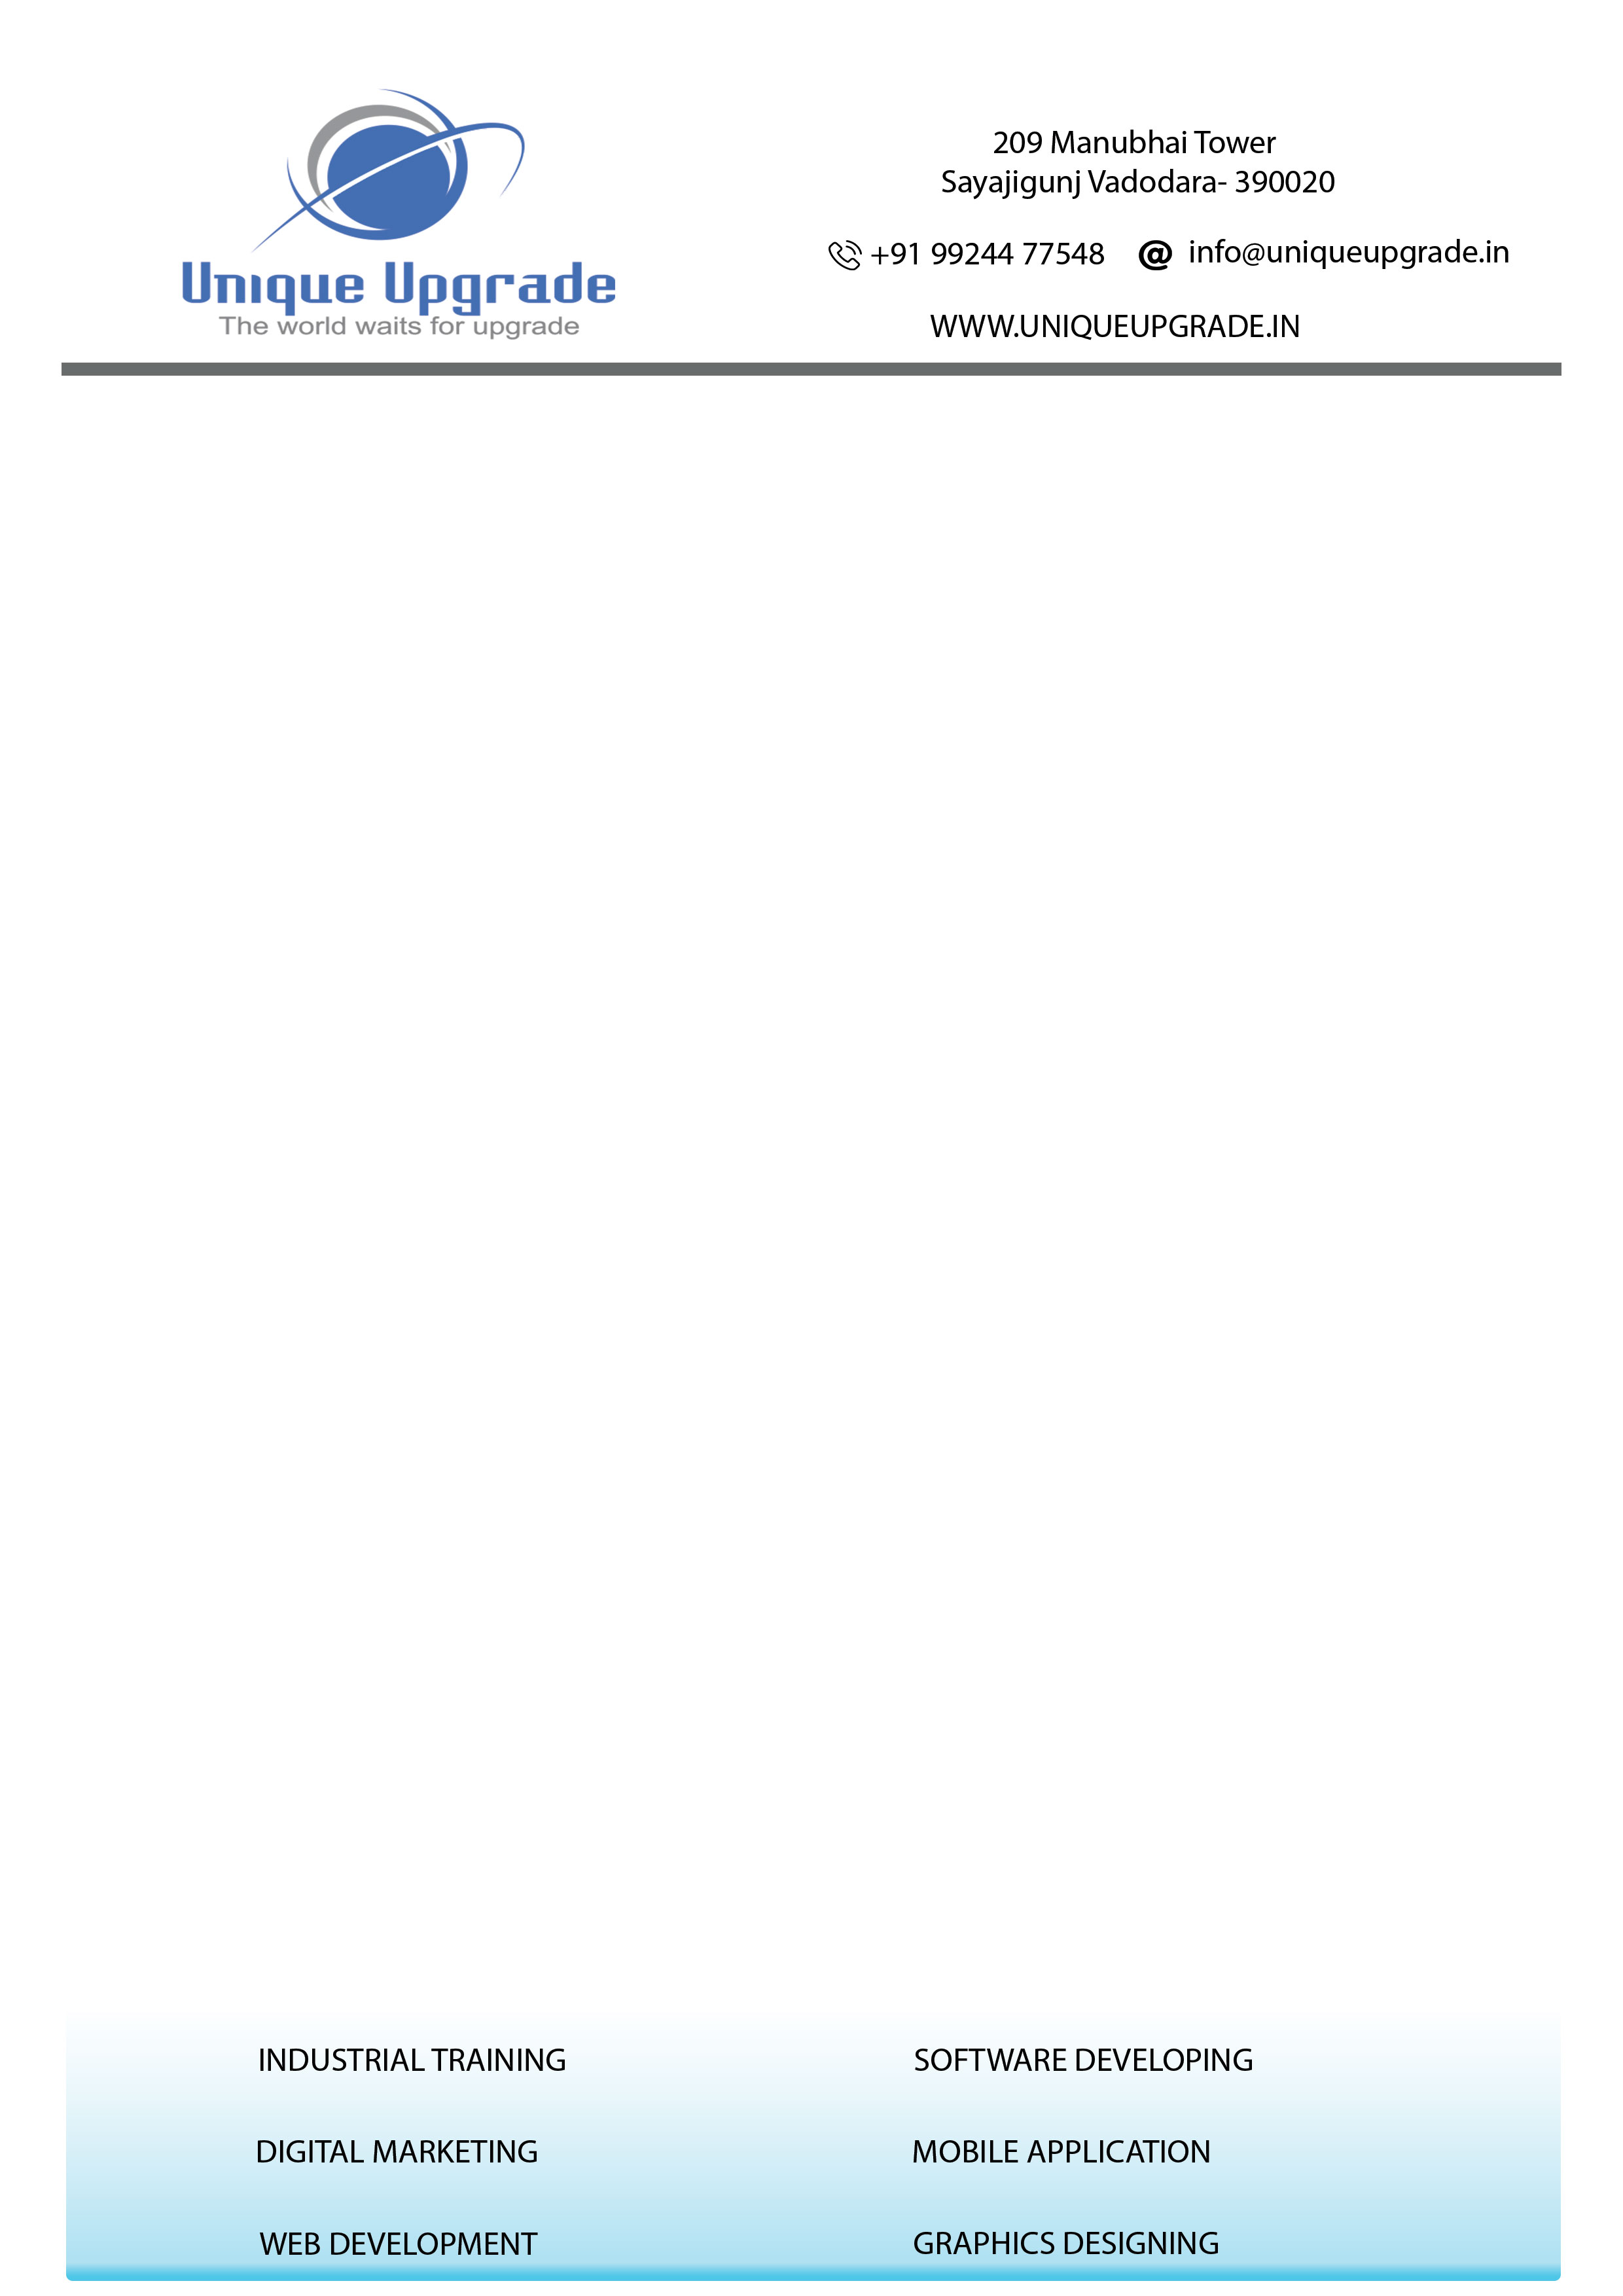 Unique Upgrade
The world waits for upgrade
209 Manubhai Tower
Sayajigunj Vadodara- 390020
+91 99244 77548 @ info@uniqueupgrade.in
WWW.UNIQUEUPGRADE.IN
INDUSTRIAL TRAINING SOFTWARE DEVELOPING
DIGITAL MARKETING MOBILE APPLICATION
WEB DEVELOPMENT GRAPHICS DESIGNING